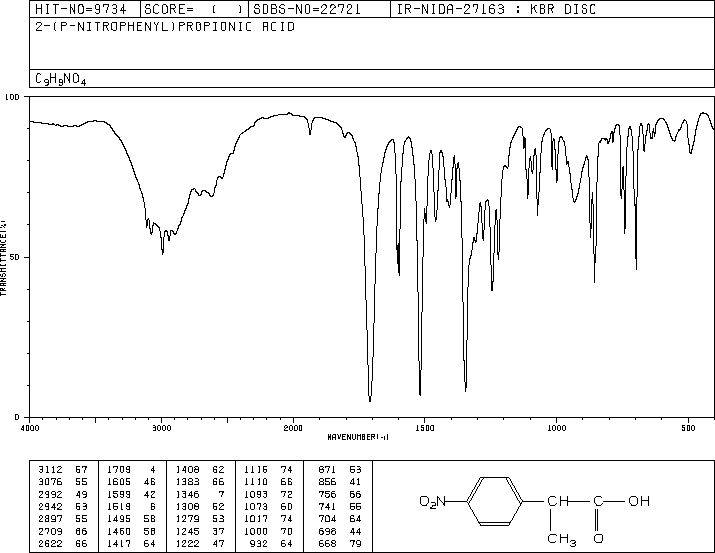 HIT-NO=9734 SCORE= ( ) SDBS-NO=22721 IR-NIDA-27163 : KBR DISC
2-(P-NITROPHENYL)PROPIONIC ACID
C9H9NO4
100
50
0
TRANSMITTANCE(%)
4000 3000 2000 1500 1000 500
WAVENUMBER(-1)
3112 57 1709 4 1408 62 1116 74 871 53
3076 55 1605 46 1383 66 1110 66 856 41
2992 49 1599 42 1346 7 1093 72 756 66
2942 53 1519 6 1308 52 1073 60 741 55
2897 55 1495 58 1279 53 1017 74 704 64
2709 66 1460 58 1245 37 1000 70 698 44
2622 66 1417 64 1222 47 932 64 668 79
O2N CH C OH
CH3 O